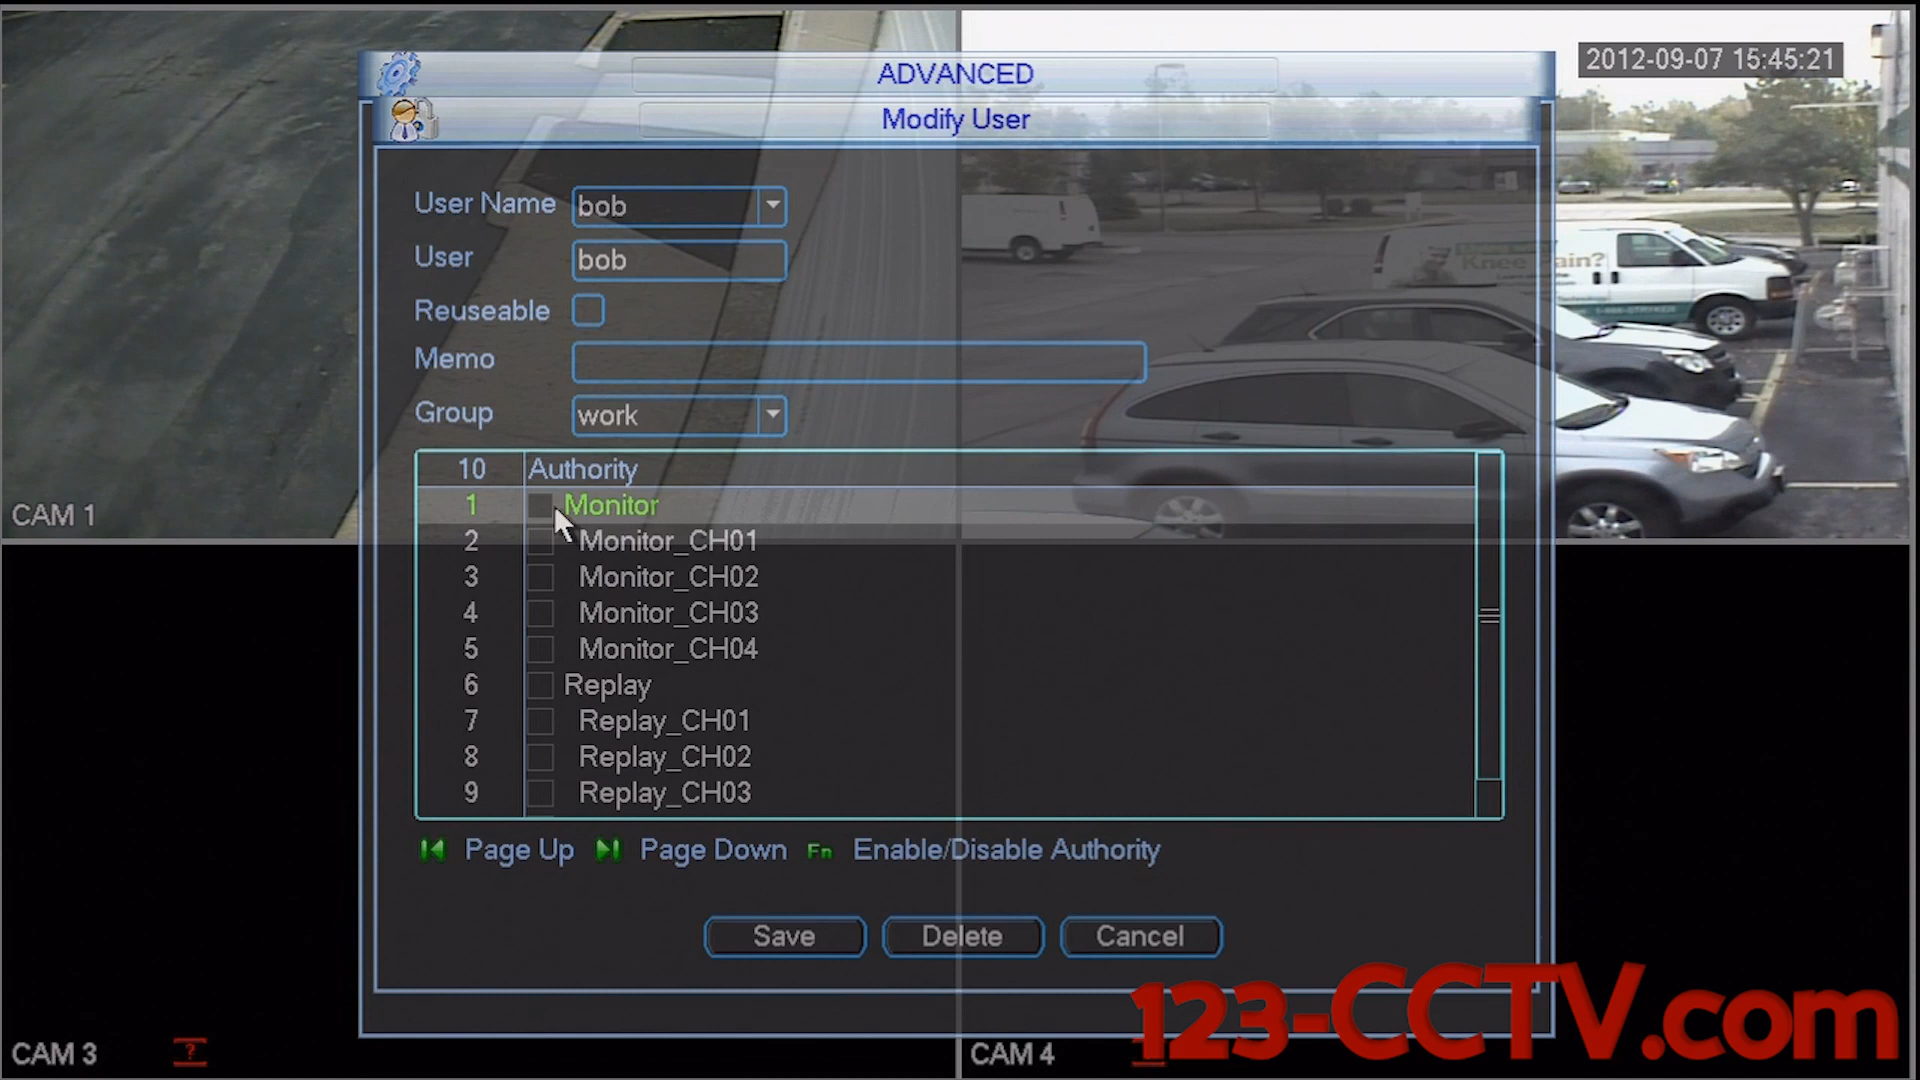 2012-09-07 15:45:21
ADVANCED
Modify User
User Name bob
User bob
Reuseable
Memo
Group work
10 Authority
1 Monitor
2 Monitor_CH01
3 Monitor_CH02
4 Monitor_CH03
5 Monitor_CH04
6 Replay
7 Replay_CH01
8 Replay_CH02
9 Replay_CH03
Page Up Page Down Fn Enable/Disable Authority
Save Delete Cancel
Knee Pain?
CAM 1
CAM 3 ?
CAM 4
123-CCTV.com